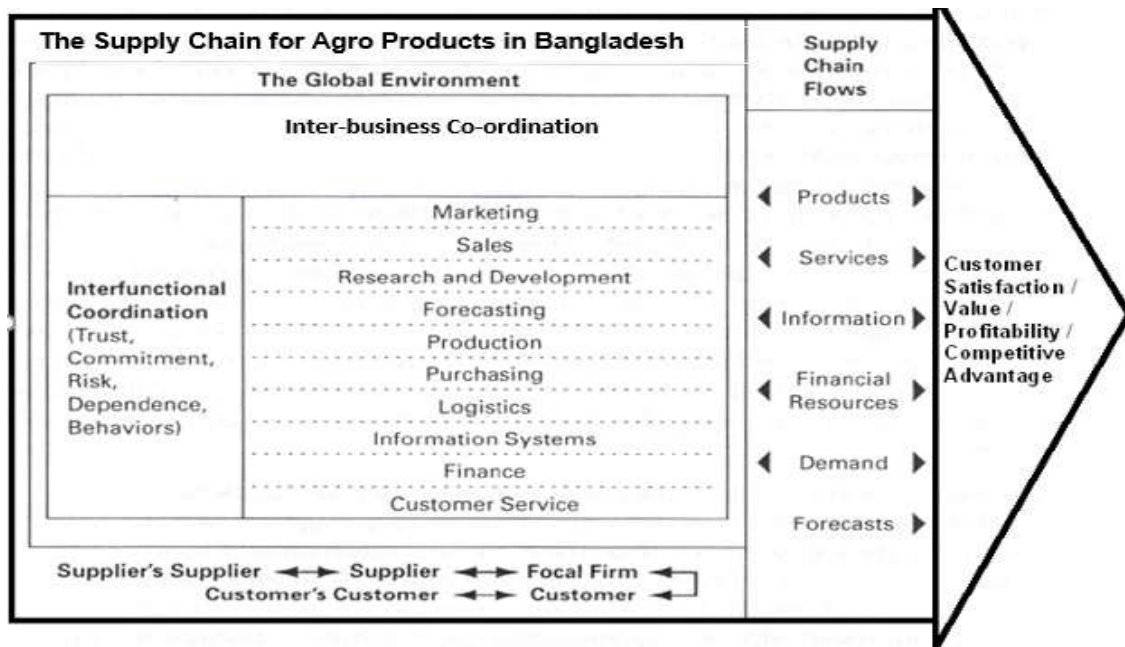 The Supply Chain for Agro Products in Bangladesh
The Global Environment
Inter-business Co-ordination
Interfunctional
Coordination
(Trust,
Commitment,
Risk,
Dependence,
Behaviors)
Marketing
Sales
Research and Development
Forecasting
Production
Purchasing
Logistics
Information Systems
Finance
Customer Service
Supplier's Supplier
Supplier
Focal Firm
Customer's Customer
Customer
Supply
Chain
Flows
Products
Services
Information
Financial
Resources
Demand
Forecasts
Customer
Satisfaction /
Value /
Profitability /
Competitive
Advantage